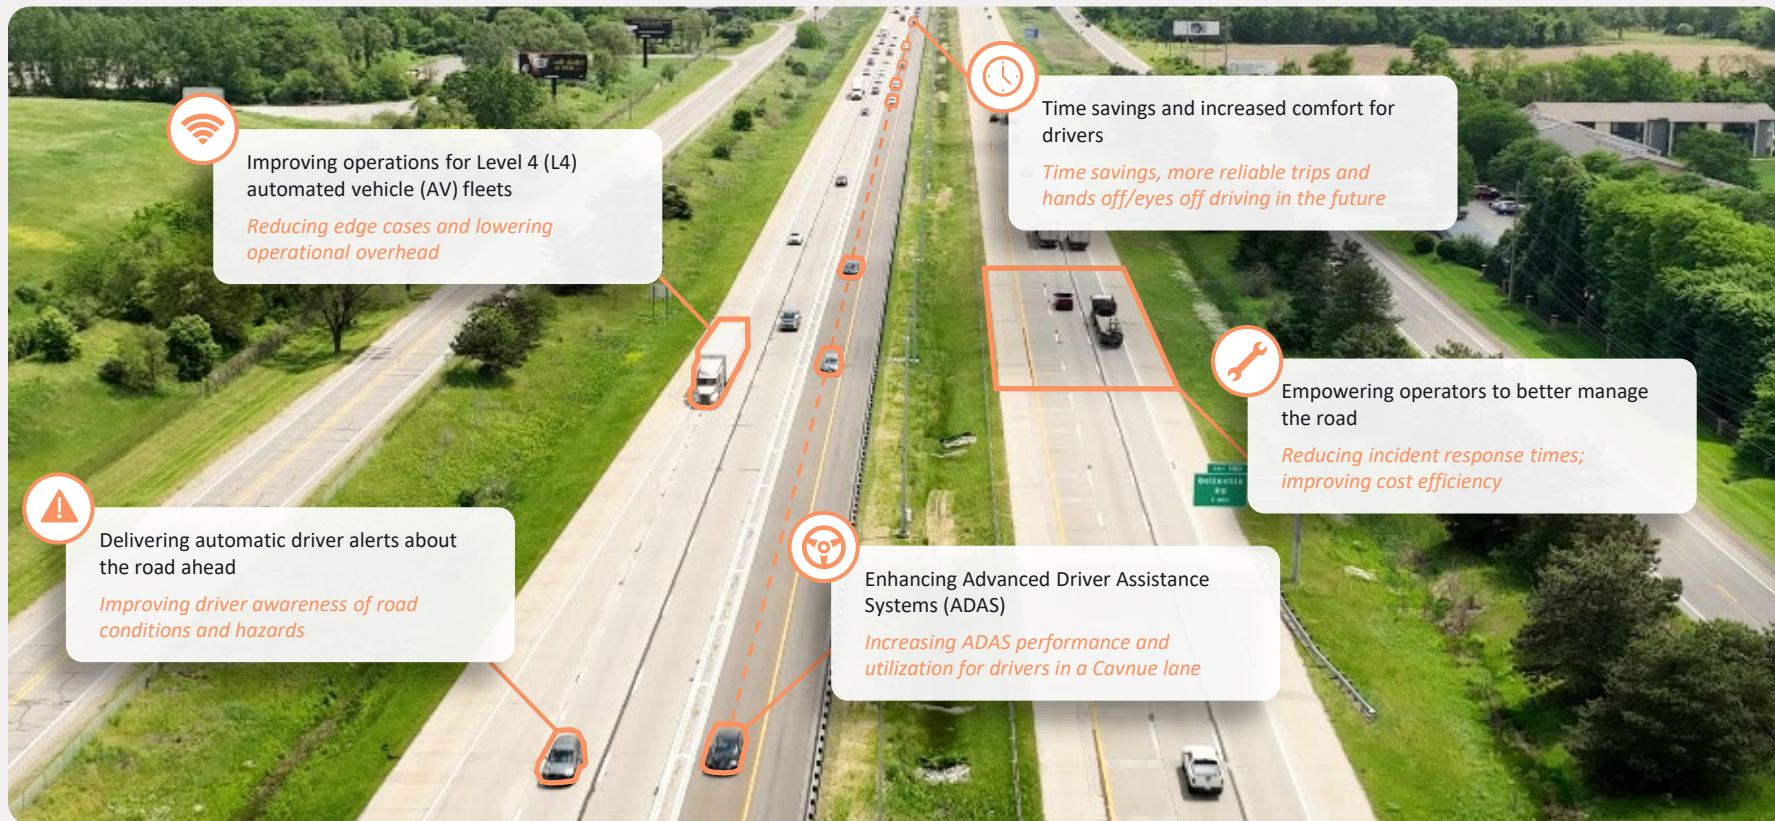 Time savings and increased comfort for
drivers
Time savings, more reliable trips and
hands off/eyes off driving in the future
Improving operations for Level 4 (L4)
automated vehicle (AV) fleets
Reducing edge cases and lowering
operational overhead
Empowering operators to better manage
the road
Reducing incident response times;
improving cost efficiency
Belleville
Rd
Delivering automatic driver alerts about
the road ahead
Improving driver awareness of road
conditions and hazards
Enhancing Advanced Driver Assistance
Systems (ADAS)
Increasing ADAS performance and
utilization for drivers in a Cavnue lane